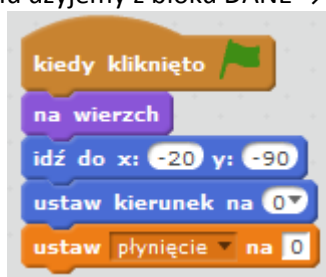 użyjemy z bloku DANE →
kiedy kliknięto
na wierzch
idź do x: -20 y: -90
ustaw kierunek na 0
ustaw płynięcie na 0